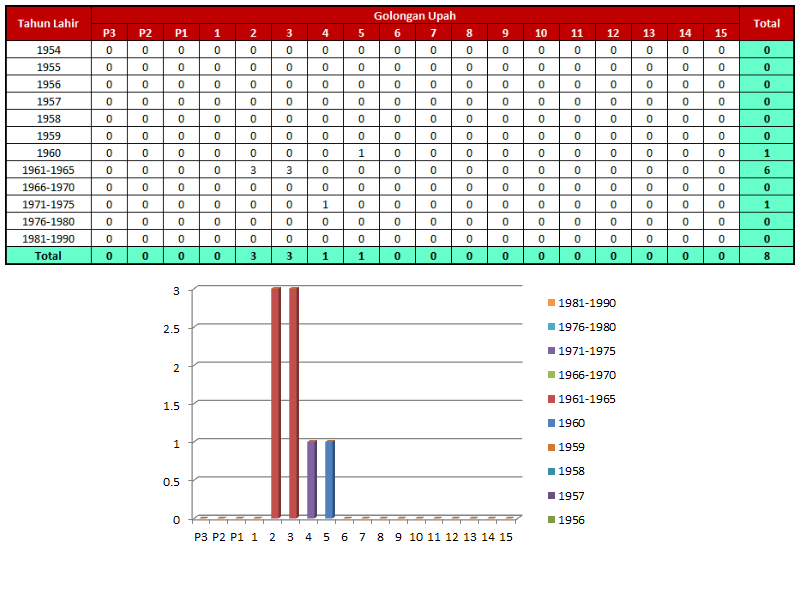 Tahun Lahir Golongan Upah Total
P3 P2 P1 1 2 3 4 5 6 7 8 9 10 11 12 13 14 15
1954 0 0 0 0 0 0 0 0 0 0 0 0 0 0 0 0 0 0 0
1955 0 0 0 0 0 0 0 0 0 0 0 0 0 0 0 0 0 0 0
1956 0 0 0 0 0 0 0 0 0 0 0 0 0 0 0 0 0 0 0
1957 0 0 0 0 0 0 0 0 0 0 0 0 0 0 0 0 0 0 0
1958 0 0 0 0 0 0 0 0 0 0 0 0 0 0 0 0 0 0 0
1959 0 0 0 0 0 0 0 0 0 0 0 0 0 0 0 0 0 0 0
1960 0 0 0 0 0 0 0 1 0 0 0 0 0 0 0 0 0 0 1
1961-1965 0 0 0 0 3 3 0 0 0 0 0 0 0 0 0 0 0 0 6
1966-1970 0 0 0 0 0 0 0 0 0 0 0 0 0 0 0 0 0 0 0
1971-1975 0 0 0 0 0 0 1 0 0 0 0 0 0 0 0 0 0 0 1
1976-1980 0 0 0 0 0 0 0 0 0 0 0 0 0 0 0 0 0 0 0
1981-1990 0 0 0 0 0 0 0 0 0 0 0 0 0 0 0 0 0 0 0
Total 0 0 0 0 3 3 1 1 0 0 0 0 0 0 0 0 0 0 8
3
2.5
2
1.5
1
0.5
0
P3 P2 P1 1 2 3 4 5 6 7 8 9 10 11 12 13 14 15
1981-1990
1976-1980
1971-1975
1966-1970
1961-1965
1960
1959
1958
1957
1956